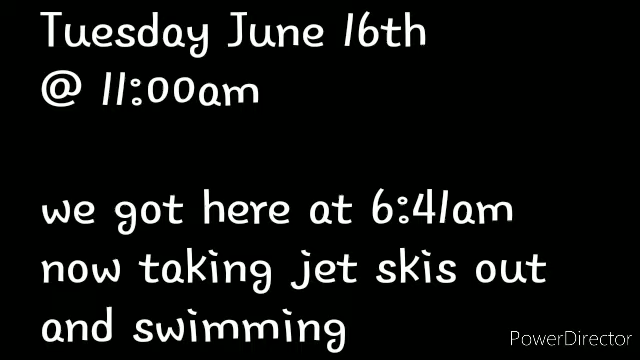 Tuesday June 16th
@ 11:00am
we got here at 6:41am
now taking jet skis out
and swimming
PowerDirector